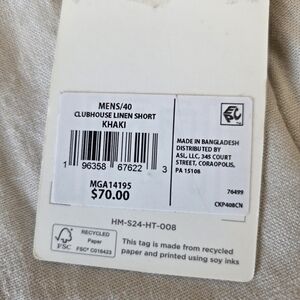 MENS/40
CLUBHOUSE LINEN SHORT
KHAKI
1 96358 67622 3
MGA14195
$70.00
MADE IN BANGLADESH
DISTRIBUTED BY
ASL, LLC, 345 COURT
STREET, CORAOPOLIS,
PA 15108
76499
CKP408CN
HM-S24-HT-008
FSC
RECYCLED
Paper
FSC® C016423
This tag is made from recycled
paper and printed using soy inks